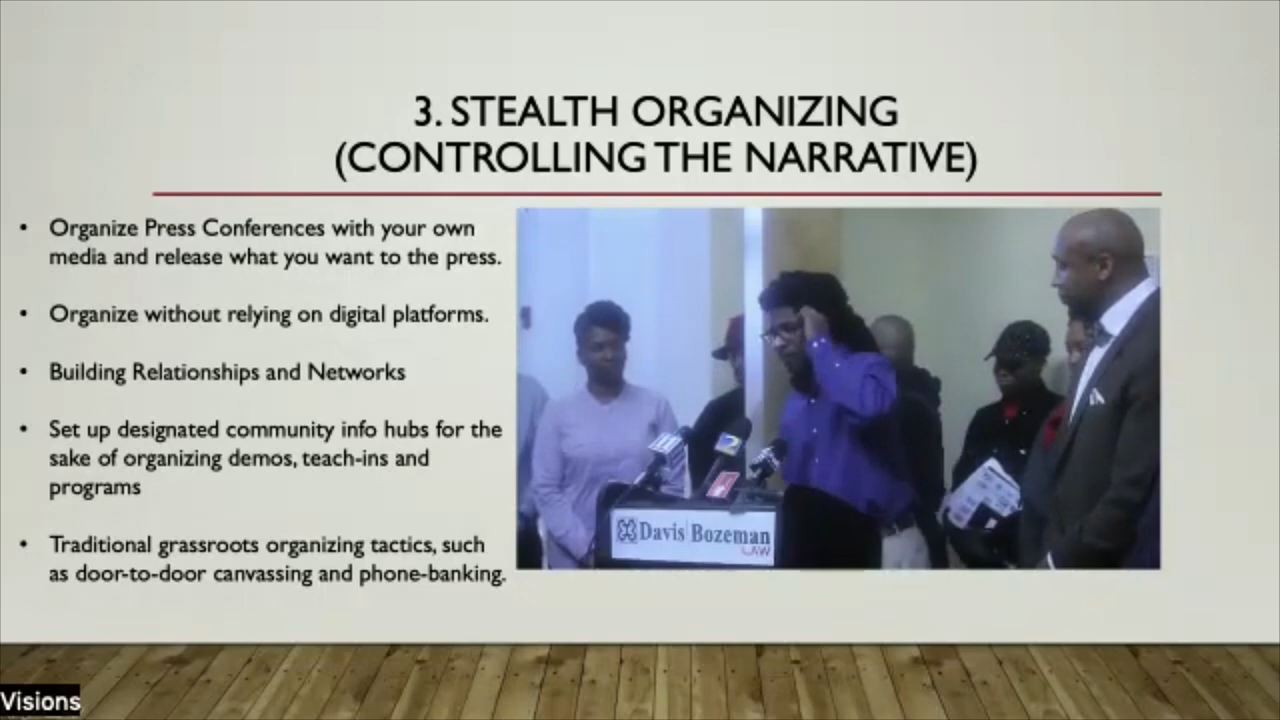 3. STEALTH ORGANIZING
(CONTROLLING THE NARRATIVE)
• Organize Press Conferences with your own
media and release what you want to the press.
• Organize without relying on digital platforms.
• Building Relationships and Networks
• Set up designated community info hubs for the
sake of organizing demos, teach-ins and
programs
• Traditional grassroots organizing tactics, such
as door-to-door canvassing and phone-banking.
Davis Bozeman
LAW
Visions